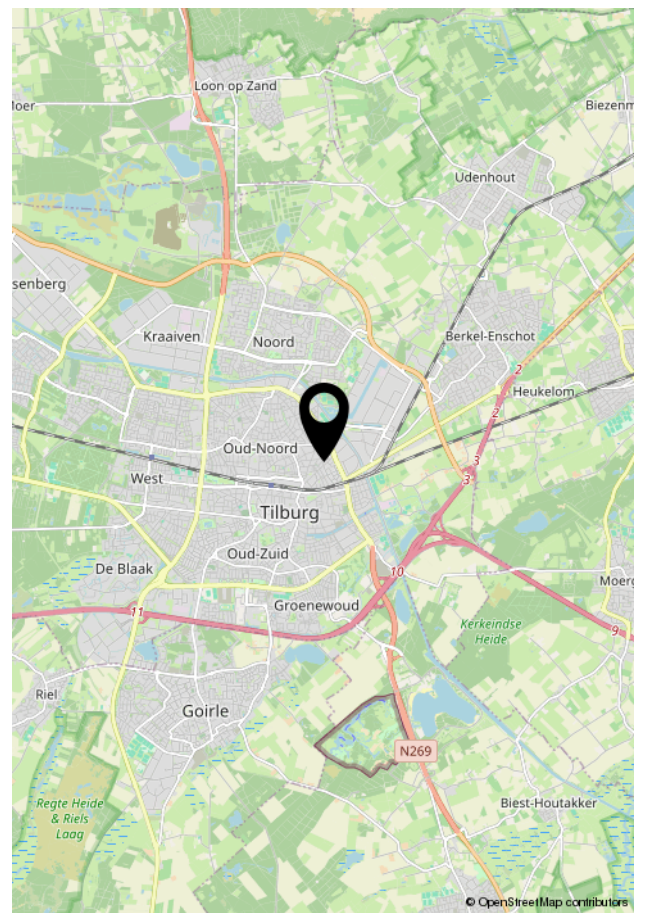 Loon op Zand
Moer
Biezenm
Udenhout
senberg
Kraaiven
Noord
Berkel-Enschot
2
Heukelom
2
Oud-Noord
3
West
3
Tilburg
Oud-Zuid
De Blaak
10
Moerg
Groenewoud
11
Kerkeindse
Heide
9
Riel
Goirle
N269
Regte Heide
& Riels
Laag
Biest-Houtakker
© OpenStreetMap contributors